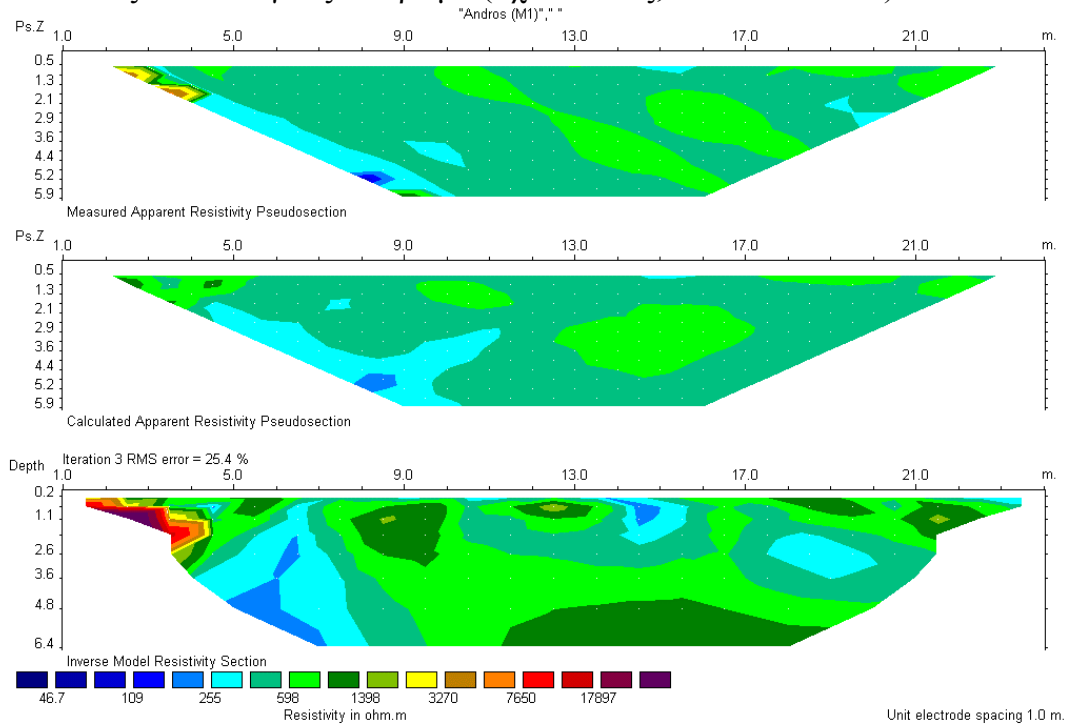 "Andros (M1)"," "
Ps.Z 1.0 5.0 9.0 13.0 17.0 21.0 m.
0.5
1.3
2.1
2.9
3.6
4.4
5.2
5.9
Measured Apparent Resistivity Pseudosection
Ps.Z 1.0 5.0 9.0 13.0 17.0 21.0 m.
0.5
1.3
2.1
2.9
3.6
4.4
5.2
5.9
Calculated Apparent Resistivity Pseudosection
Depth Iteration 3 RMS error = 25.4 %
1.0 5.0 9.0 13.0 17.0 21.0 m.
0.2
1.1
2.6
3.6
4.8
6.4
Inverse Model Resistivity Section
46.7 109 255 598 1398 3270 7650 17897
Resistivity in ohm.m Unit electrode spacing 1.0 m.